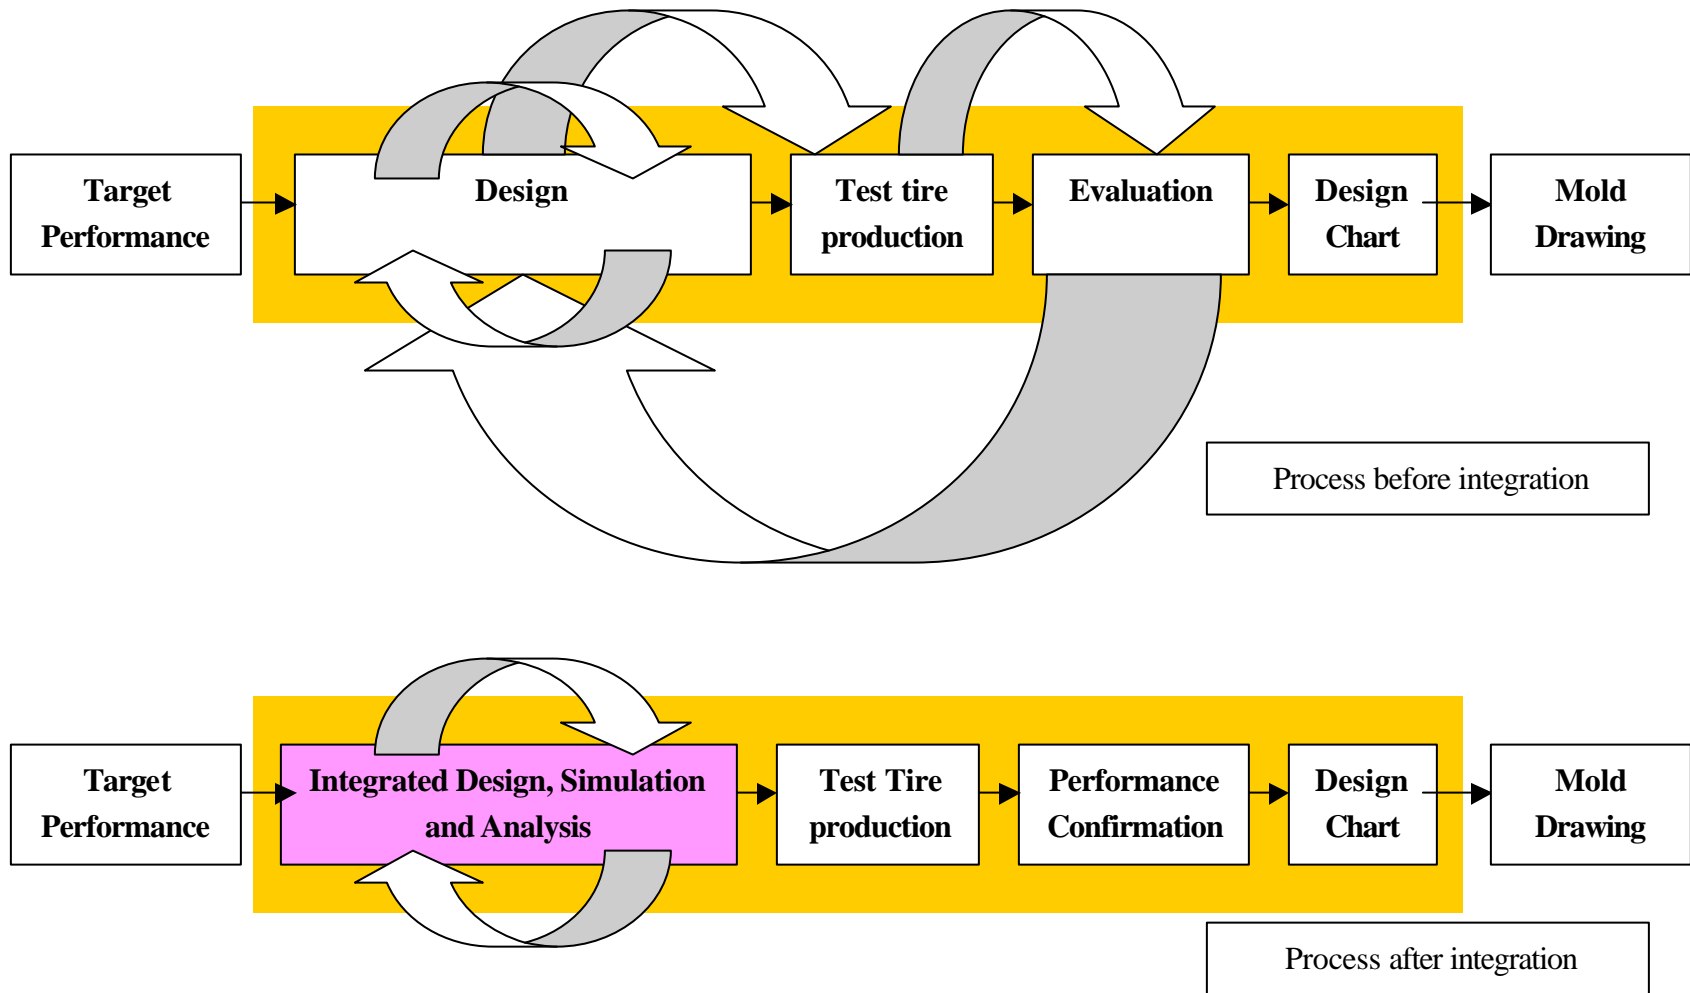 Target
Performance
Design
Test tire
production
Evaluation
Design
Chart
Mold
Drawing
Process before integration
Target
Performance
Integrated Design, Simulation
and Analysis
Test Tire
production
Performance
Confirmation
Design
Chart
Mold
Drawing
Process after integration